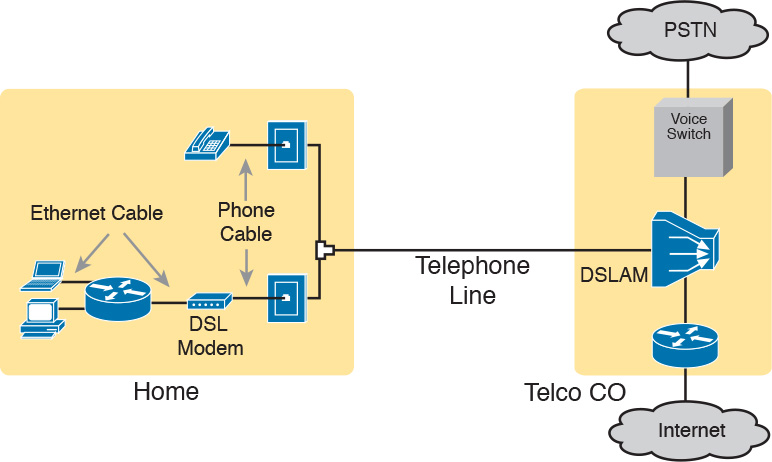 PSTN
Voice
Switch
Ethernet Cable
Phone
Cable
Telephone
Line
DSLAM
DSL
Modem
Home
Telco CO
Internet